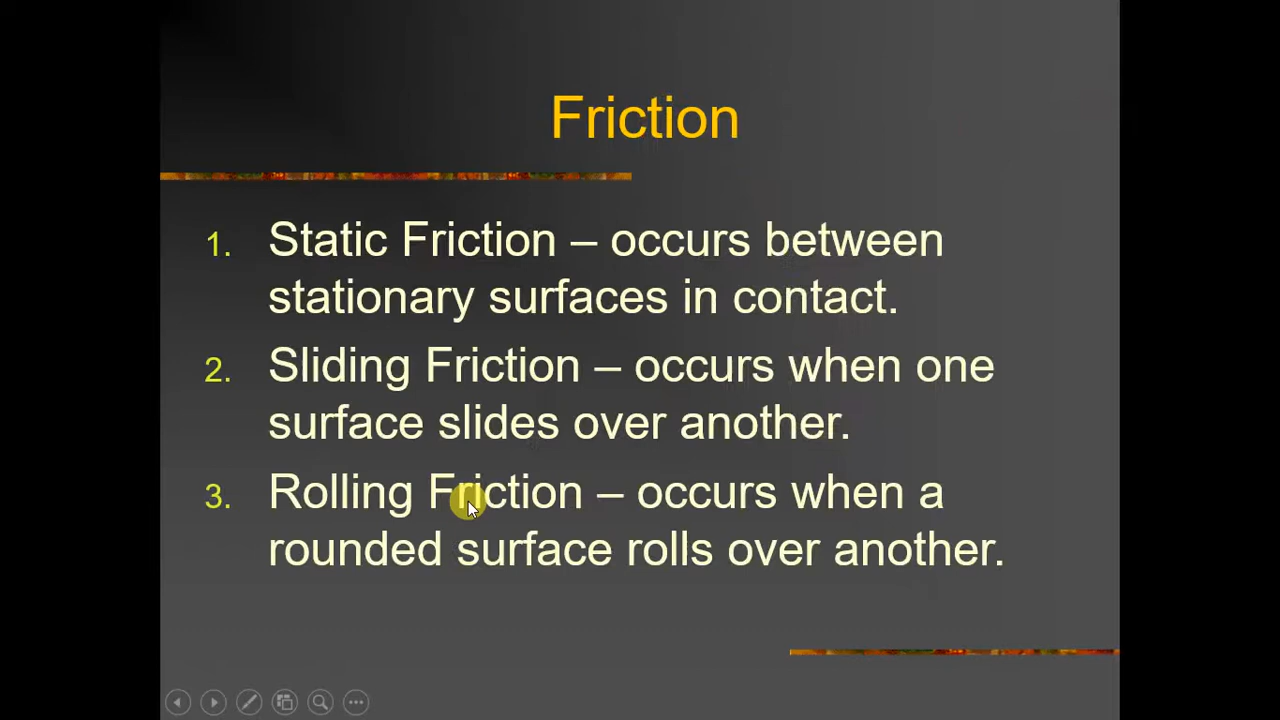 Friction
1. Static Friction – occurs between
stationary surfaces in contact.
2. Sliding Friction – occurs when one
surface slides over another.
3. Rolling Friction – occurs when a
rounded surface rolls over another.